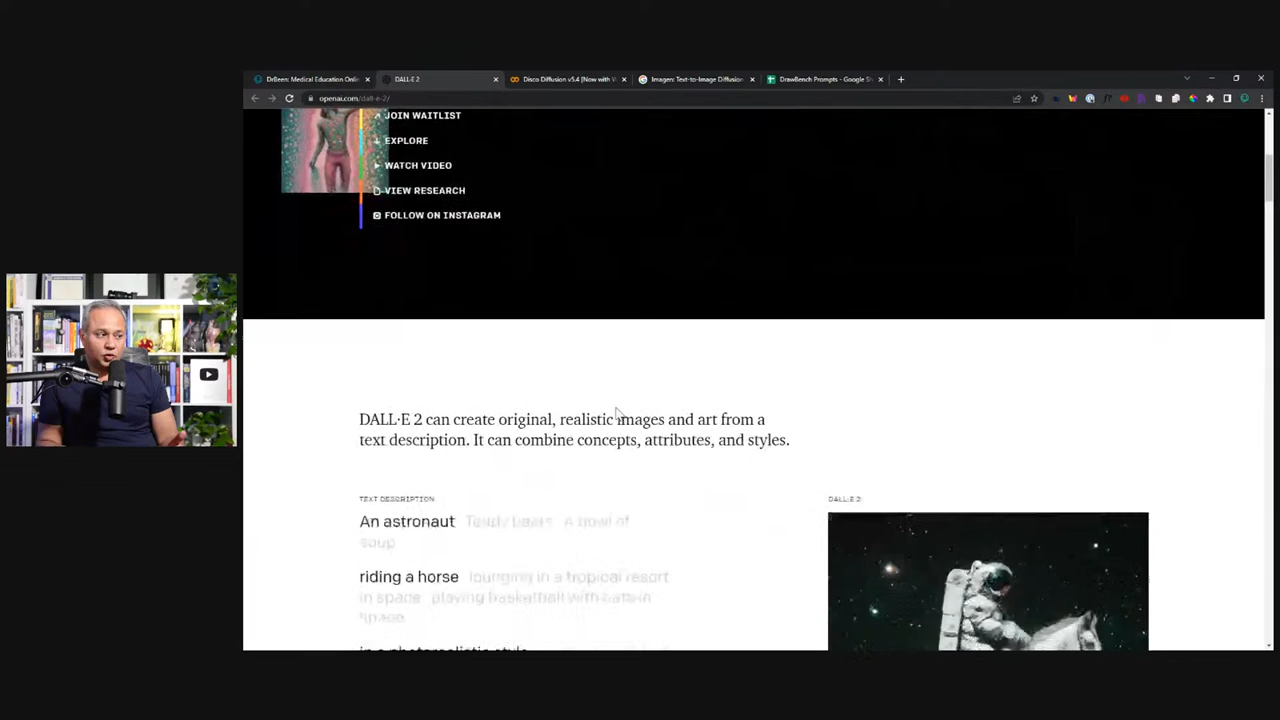 DrBeen: Medical Education Onlin
DALL·E 2
Disco Diffusion v5.4 [Now with
Imagen: Text-to-Image Diffusion
DrawBench Prompts - Google Sh
openai.com/dall-e-2/
JOIN WAITLIST
EXPLORE
WATCH VIDEO
VIEW RESEARCH
FOLLOW ON INSTAGRAM
DALL·E 2 can create original, realistic images and art from a
text description. It can combine concepts, attributes, and styles.
TEXT DESCRIPTION
An astronaut Teddy bears A bowl of
soup
riding a horse lounging in a tropical resort
in space playing basketball with cats in
space
in a photorealistic style
DALL·E 2